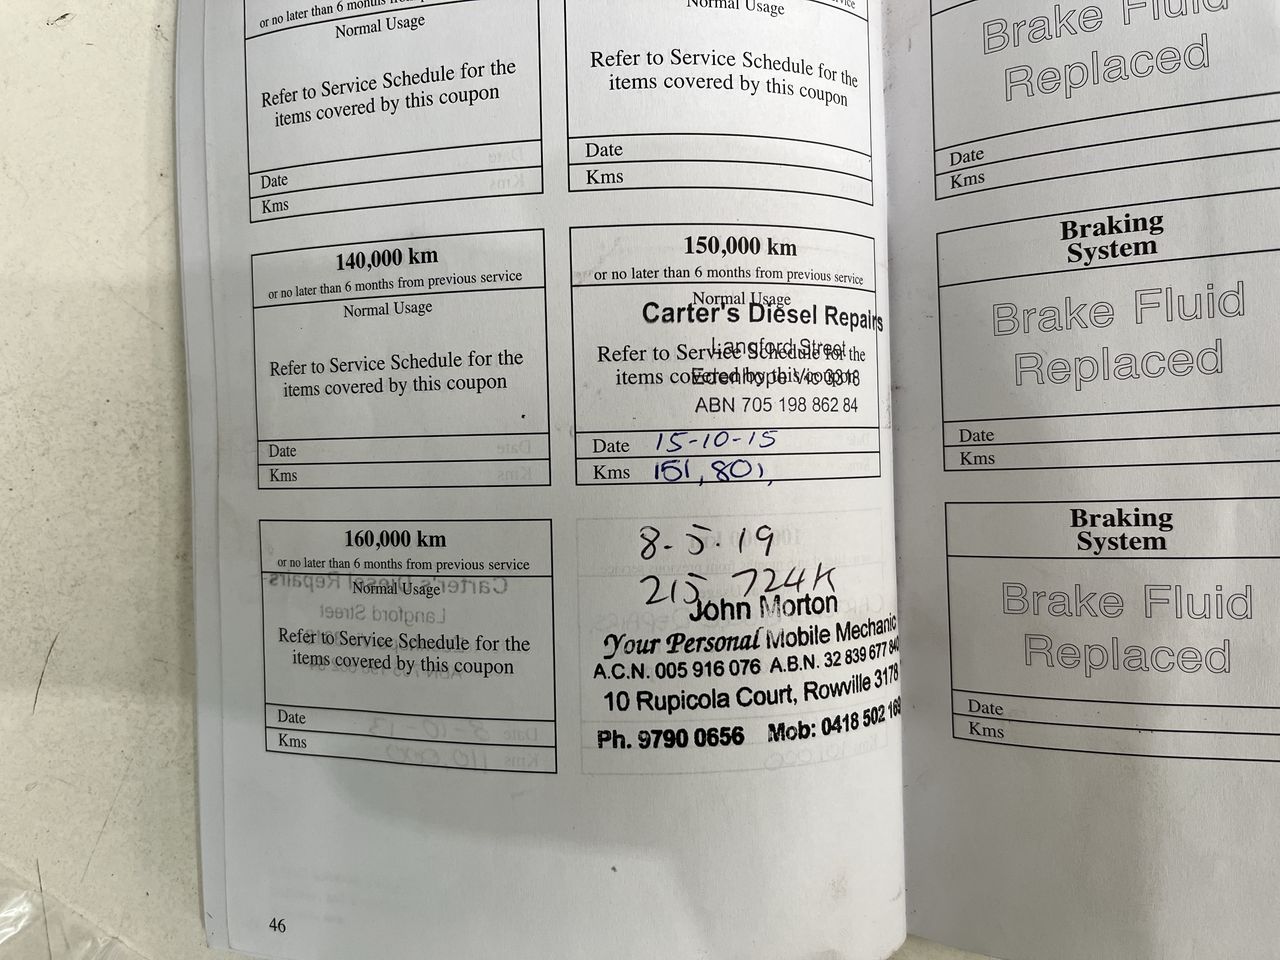 or no later than 6 months from
Normal Usage
Refer to Service Schedule for the
items covered by this coupon
Date
Kms
Normal Usage
Refer to Service Schedule for the
items covered by this coupon
Date
Kms
140,000 km
or no later than 6 months from previous service
Normal Usage
Refer to Service Schedule for the
items covered by this coupon
Date
Kms
150,000 km
or no later than 6 months from previous service
Normal Usage
Carter's Diesel Repairs
Langford Street
Refer to Service Schedule for the
items covered by this coupon
Edenhope Vic 3318
ABN 705 198 862 84
Date 15-10-15
Kms 151,801,
160,000 km
or no later than 6 months from previous service
Normal Usage
Refer to Service Schedule for the
items covered by this coupon
Date
Kms
8-5-19
215 724K
John Morton
Your Personal Mobile Mechanic
A.C.N. 005 916 076 A.B.N. 32 839 677
10 Rupicola Court, Rowville 3178
Ph. 9790 0656 Mob: 0418 502
46
Brake Fluid
Replaced
Date
Kms
Braking
System
Brake Fluid
Replaced
Date
Kms
Braking
System
Brake Fluid
Replaced
Date
Kms